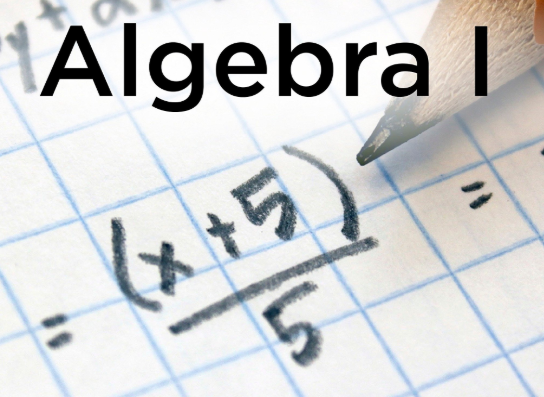 Algebra I
= (x+5) =
5